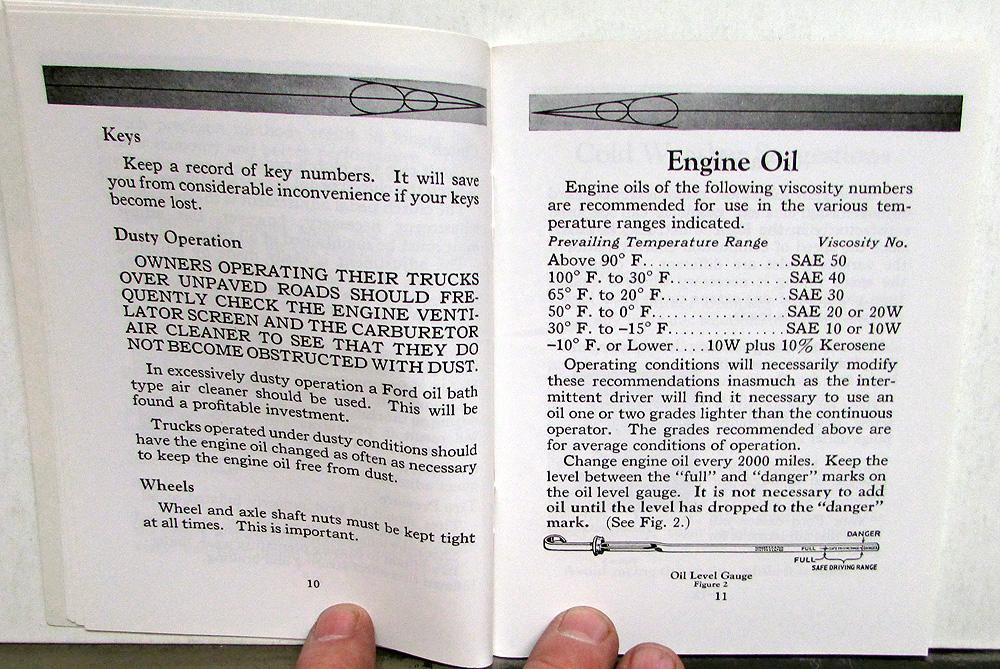 Keys
Keep a record of key numbers. It will save
you from considerable inconvenience if your keys
become lost.
Dusty Operation
OWNERS OPERATING THEIR TRUCKS
OVER UNPAVED ROADS SHOULD FRE-
QUENTLY CHECK THE ENGINE VENTI-
LATOR SCREEN AND THE CARBURETOR
AIR CLEANER TO SEE THAT THEY DO
NOT BECOME OBSTRUCTED WITH DUST.
In excessively dusty operation a Ford oil bath
type air cleaner should be used. This will be
found a profitable investment.
Trucks operated under dusty conditions should
have the engine oil changed as often as necessary
to keep the engine oil free from dust.
Wheels
Wheel and axle shaft nuts must be kept tight
at all times. This is important.
10
Engine Oil
Engine oils of the following viscosity numbers
are recommended for use in the various tem-
perature ranges indicated.
Prevailing Temperature Range Viscosity No.
Above 90° F. . . . . . . . . . . . . . . . SAE 50
100° F. to 30° F. . . . . . . . . . . . . SAE 40
65° F. to 20° F. . . . . . . . . . . . . . SAE 30
50° F. to 0° F. . . . . . . . . . . . . . . SAE 20 or 20W
30° F. to –15° F. . . . . . . . . . . . . SAE 10 or 10W
–10° F. or Lower. . . . 10W plus 10% Kerosene
Operating conditions will necessarily modify
these recommendations inasmuch as the inter-
mittent driver will find it necessary to use an
oil one or two grades lighter than the continuous
operator. The grades recommended above are
for average conditions of operation.
Change engine oil every 2000 miles. Keep the
level between the "full" and "danger" marks on
the oil level gauge. It is not necessary to add
oil until the level has dropped to the "danger"
mark. (See Fig. 2.)
DANGER
FULL
FULL
SAFE DRIVING RANGE
Oil Level Gauge
Figure 2
11